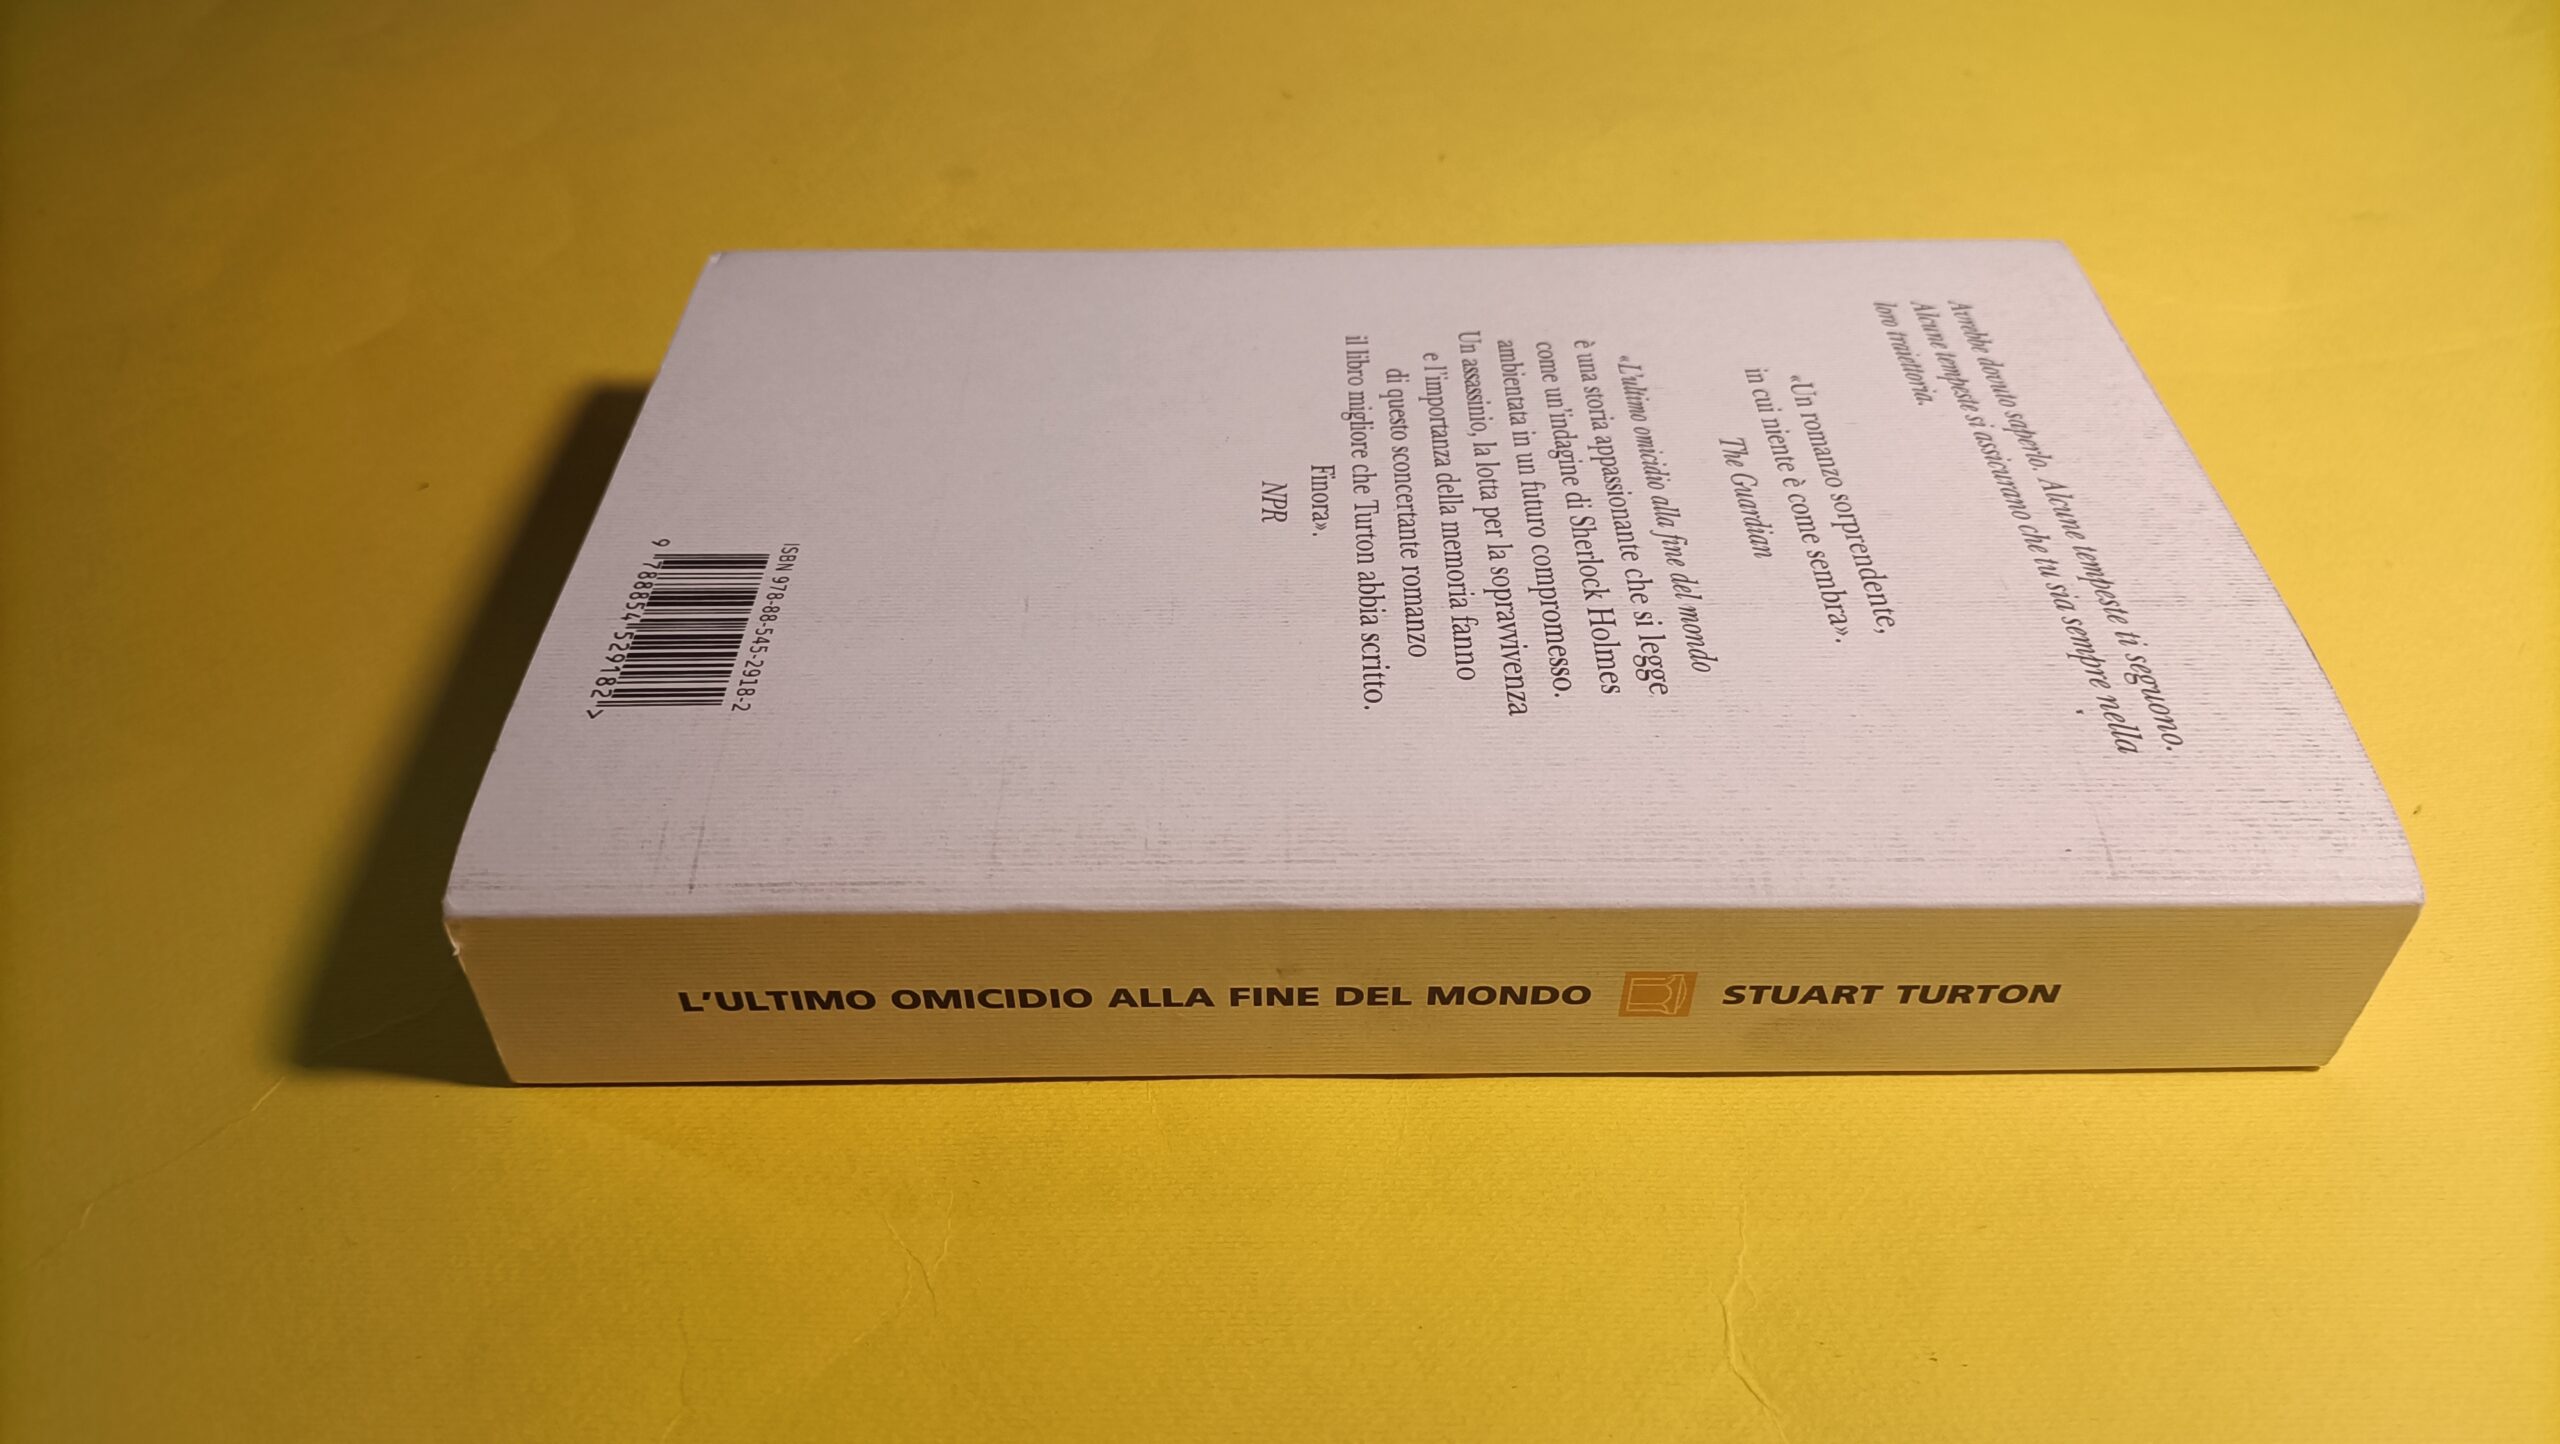 Avrebbe dovuto saperlo. Alcune tempeste ti seguono.
Alcune tempeste si assicurano che tu sia sempre nella
loro traiettoria.
«Un romanzo sorprendente,
in cui niente è come sembra».
The Guardian
«L'ultimo omicidio alla fine del mondo
è una storia appassionante che si legge
come un'indagine di Sherlock Holmes
ambientata in un futuro compromesso.
Un assassinio, la lotta per la sopravvivenza
e l'importanza della memoria fanno
di questo sconcertante romanzo
il libro migliore che Turton abbia scritto.
Finora».
NPR
ISBN 978-88-545-2918-2
9 788854 529182 >
L'ULTIMO OMICIDIO ALLA FINE DEL MONDO STUART TURTON